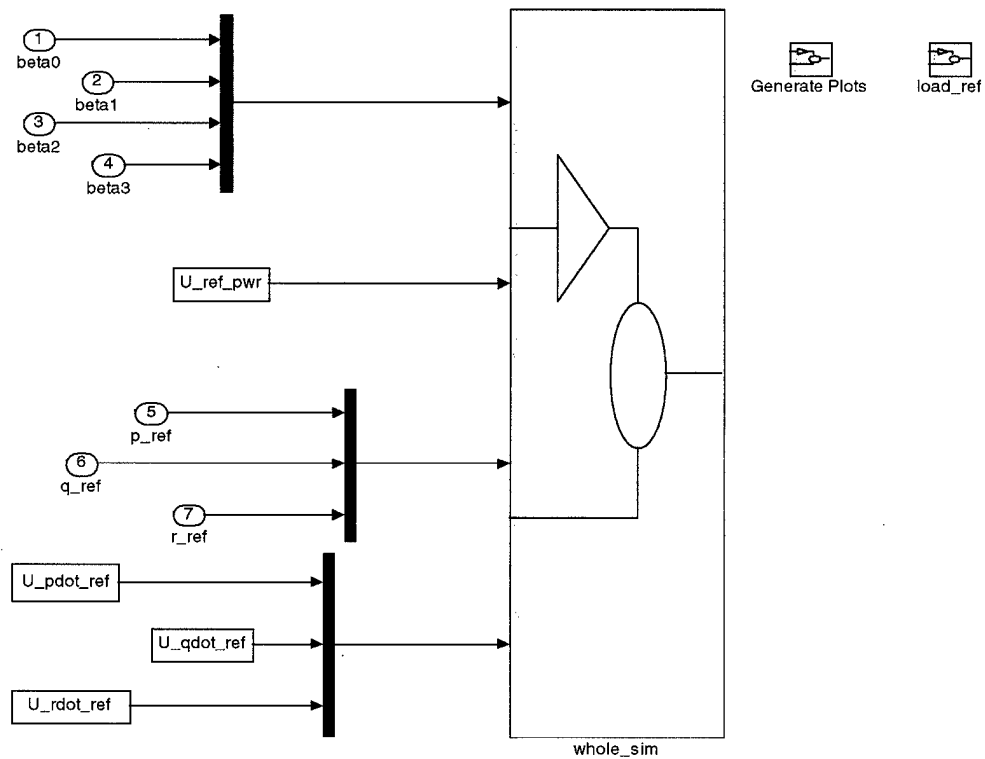 1
beta0
2
beta1
3
beta2
4
beta3
Generate Plots
load_ref
U_ref_pwr
5
p_ref
6
q_ref
7
r_ref
U_pdot_ref
U_qdot_ref
U_rdot_ref
whole_sim